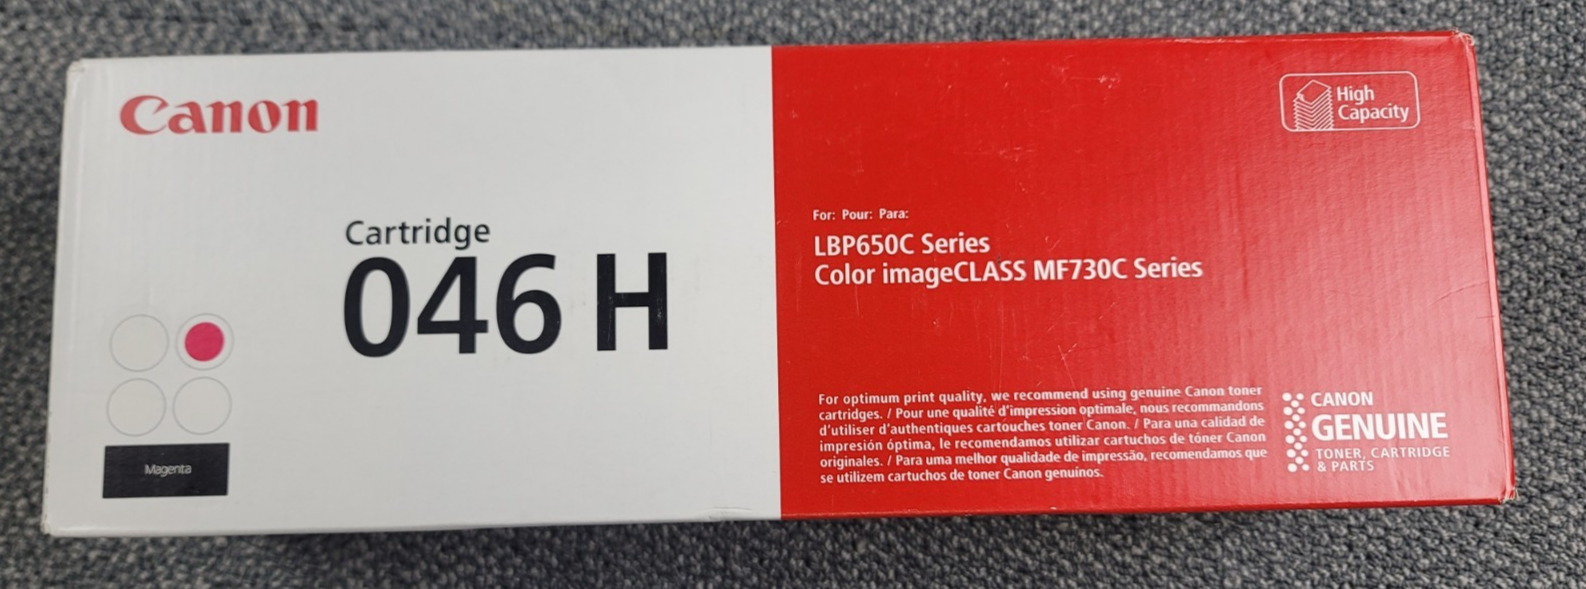 Canon
Cartridge
046 H
Magenta
High
Capacity
For: Pour: Para:
LBP650C Series
Color imageCLASS MF730C Series
For optimum print quality, we recommend using genuine Canon toner
cartridges. / Pour une qualité d'impression optimale, nous recommandons
d'utiliser d'authentiques cartouches toner Canon. / Para una calidad de
impresión óptima, le recomendamos utilizar cartuchos de tóner Canon
originales. / Para uma melhor qualidade de impressão, recomendamos que
se utilizem cartuchos de toner Canon genuínos.
CANON
GENUINE
TONER, CARTRIDGE
& PARTS